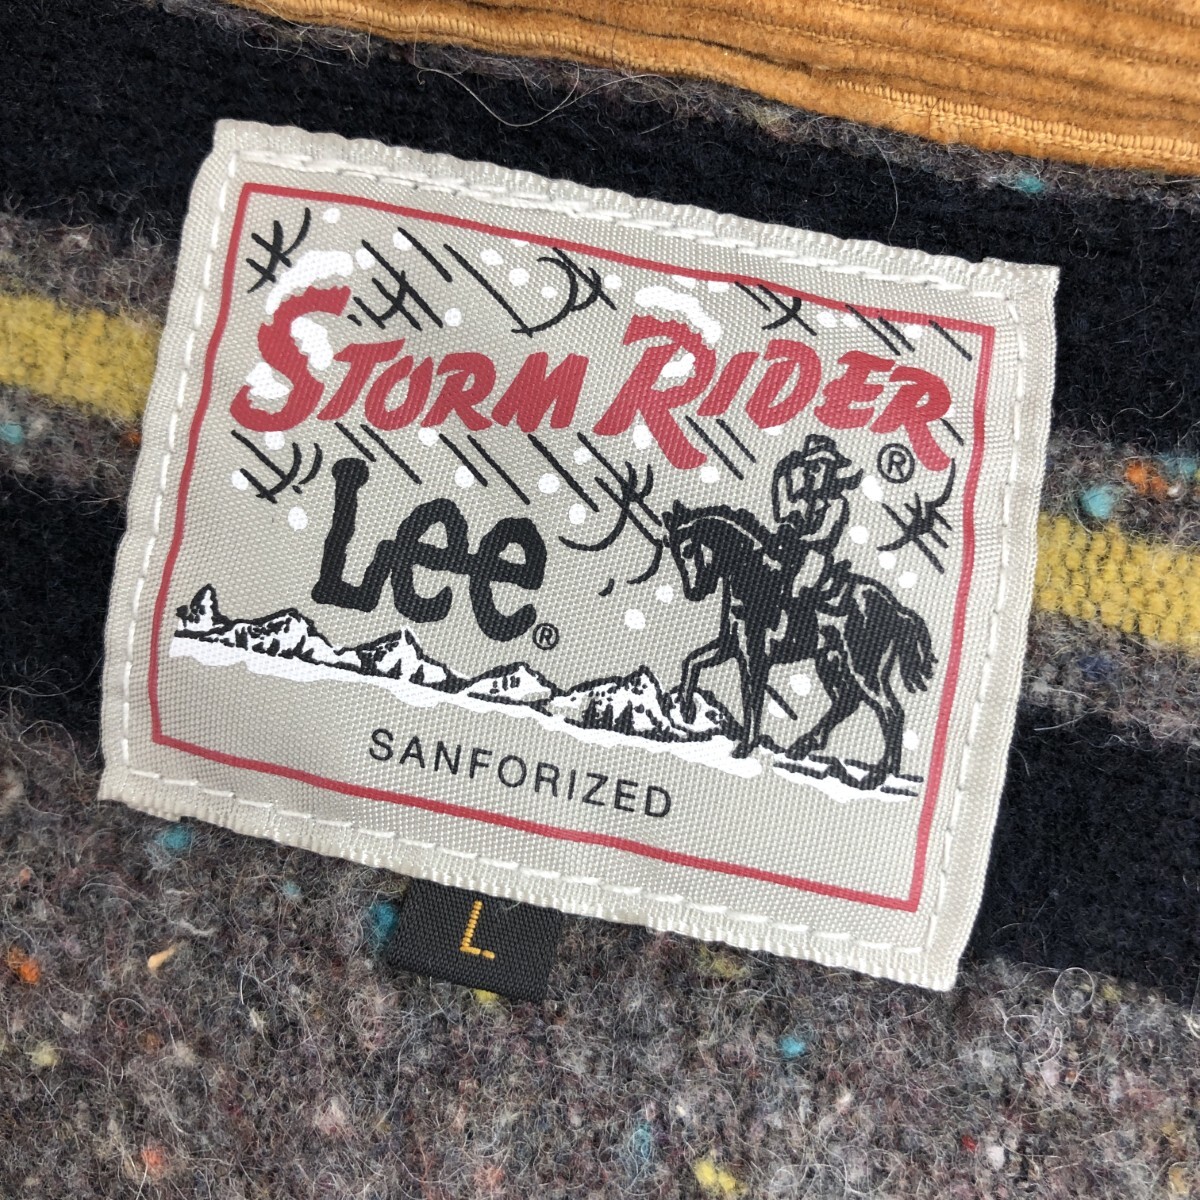 STORM RIDER®
Lee®
SANFORIZED
L